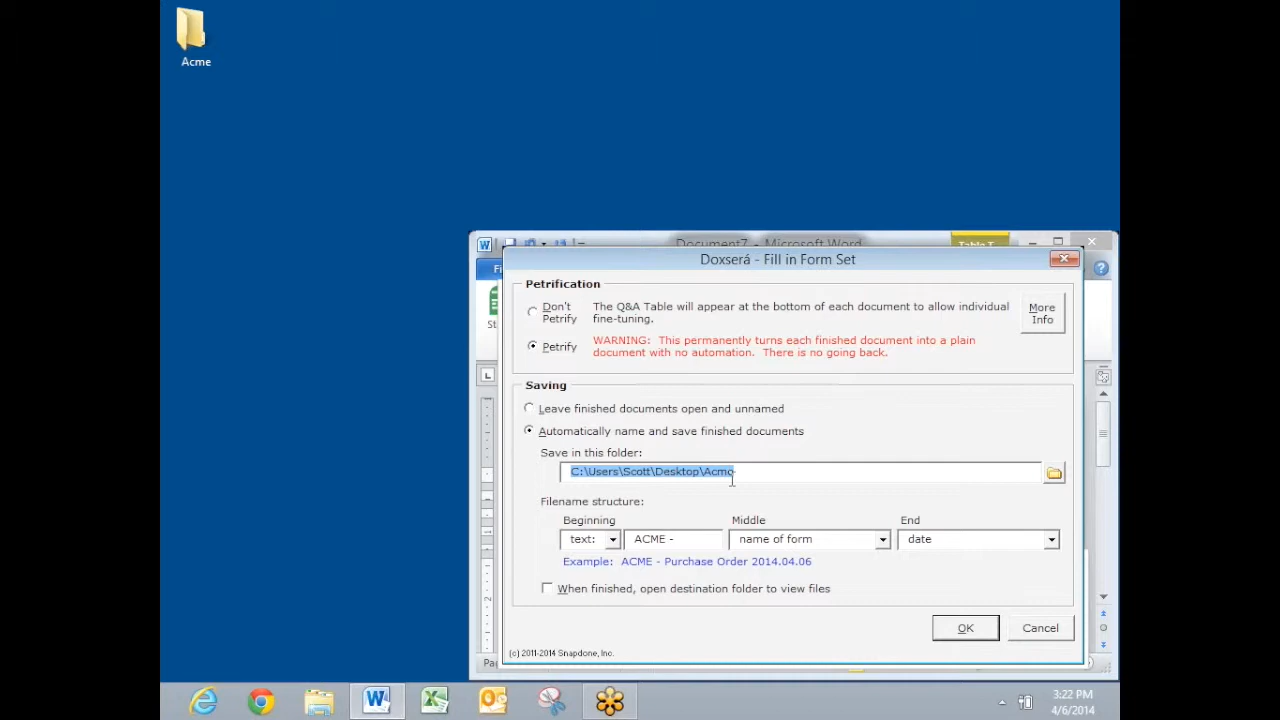 Acme
Document7 - Microsoft Word
Table T
Doxserá - Fill in Form Set
Petrification
Don't Petrify
The Q&A Table will appear at the bottom of each document to allow individual
fine-tuning.
More Info
Petrify
WARNING: This permanently turns each finished document into a plain
document with no automation. There is no going back.
Saving
Leave finished documents open and unnamed
Automatically name and save finished documents
Save in this folder:
C:\Users\Scott\Desktop\Acme
Filename structure:
Beginning Middle End
text: ACME - name of form date
Example: ACME - Purchase Order 2014.04.06
When finished, open destination folder to view files
OK Cancel
(c) 2011-2014 Snapdone, Inc.
3:22 PM
4/6/2014